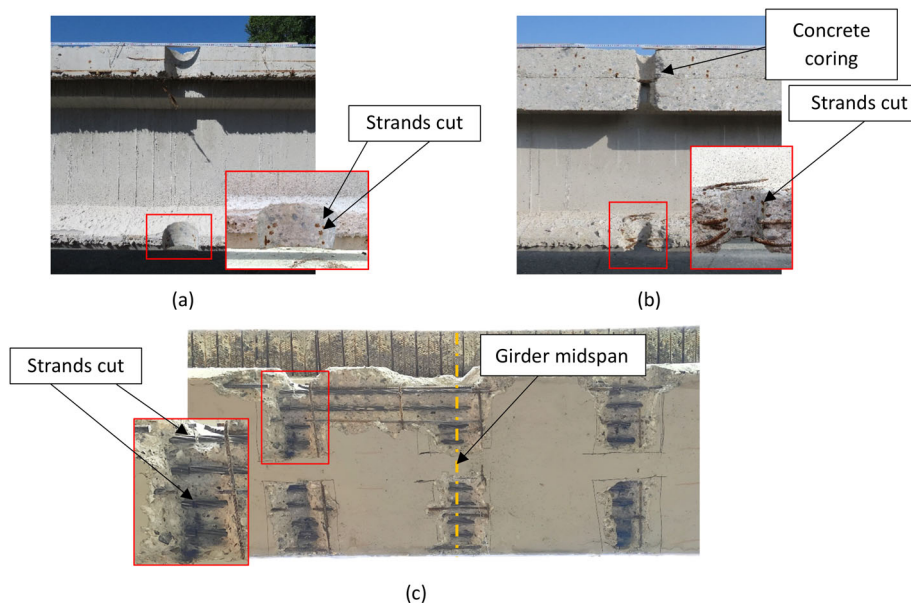 Concrete
coring
Strands cut
Strands cut
(a)
(b)
Strands cut
Girder midspan
(c)